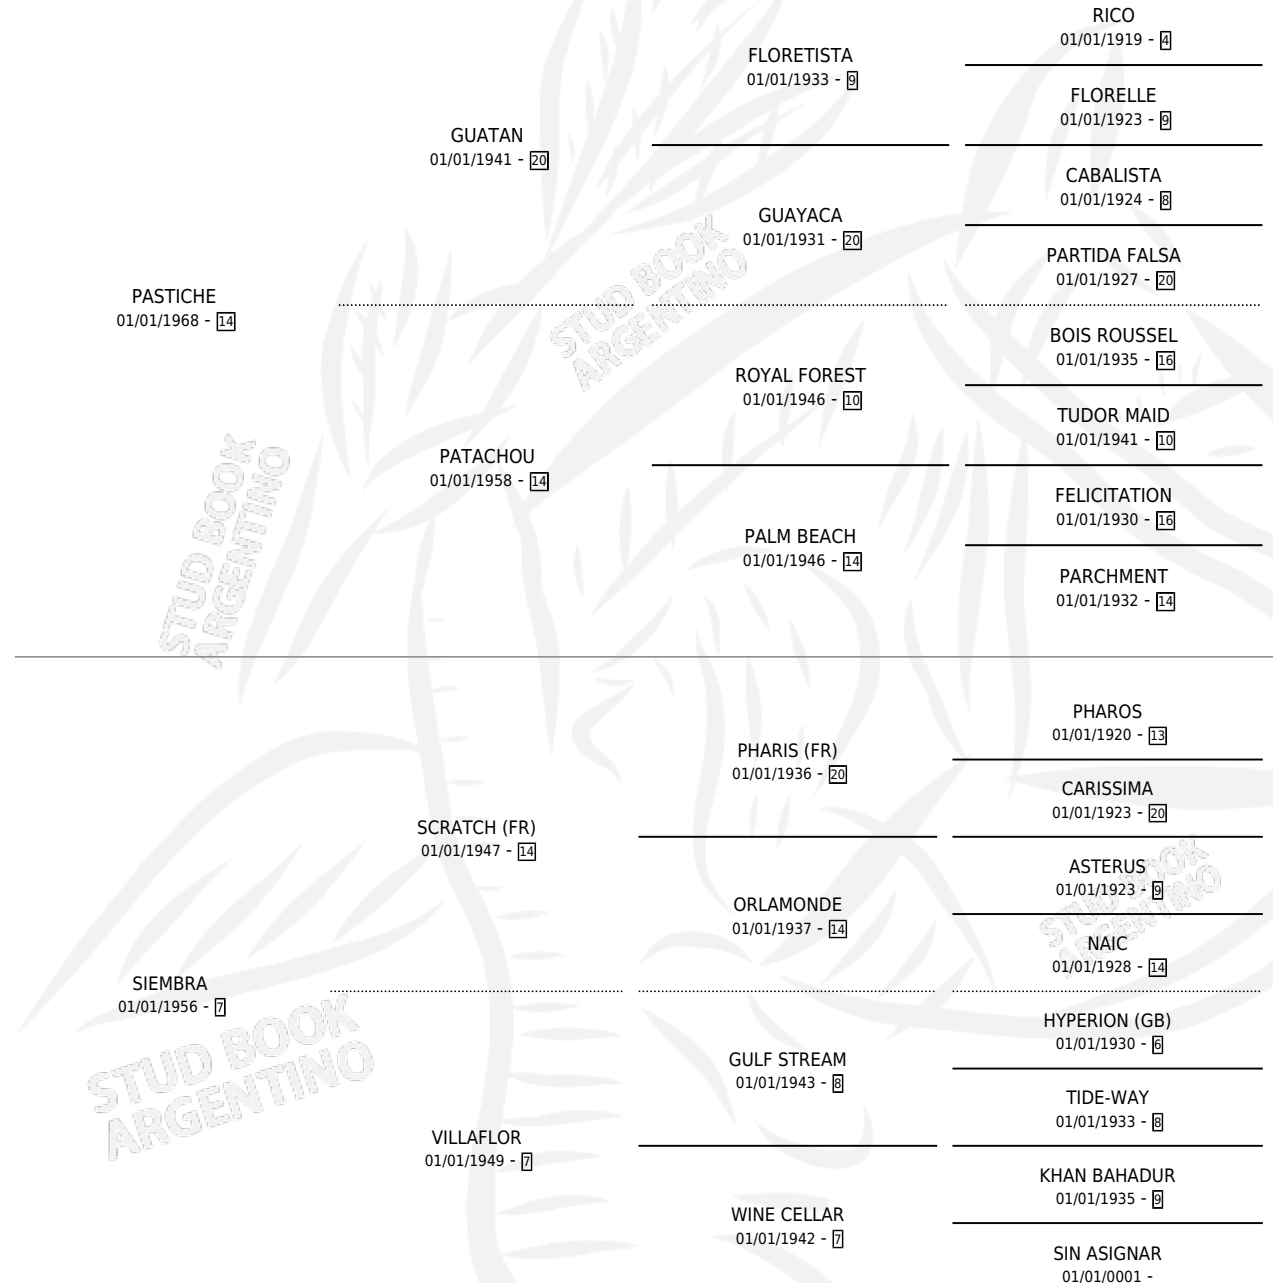 RICO
01/01/1919 - 4
FLORETISTA
01/01/1933 - 9
FLORELLE
01/01/1923 - 9
GUATAN
01/01/1941 - 20
CABALISTA
01/01/1924 - 8
GUAYACA
01/01/1931 - 20
PARTIDA FALSA
01/01/1927 - 20
PASTICHE
01/01/1968 - 14
BOIS ROUSSEL
01/01/1935 - 16
ROYAL FOREST
01/01/1946 - 10
TUDOR MAID
01/01/1941 - 10
PATACHOU
01/01/1958 - 14
FELICITATION
01/01/1930 - 16
PALM BEACH
01/01/1946 - 14
PARCHMENT
01/01/1932 - 14
STUD BOOK
ARGENTINO
STUD BOOK
ARGENTINO
PHAROS
01/01/1920 - 13
PHARIS (FR)
01/01/1936 - 20
CARISSIMA
01/01/1923 - 20
SCRATCH (FR)
01/01/1947 - 14
ASTERUS
01/01/1923 - 9
ORLAMONDE
01/01/1937 - 14
NAIC
01/01/1928 - 14
SIEMBRA
01/01/1956 - 7
HYPERION (GB)
01/01/1930 - 6
GULF STREAM
01/01/1943 - 8
TIDE-WAY
01/01/1933 - 8
VILLAFLOR
01/01/1949 - 7
KHAN BAHADUR
01/01/1935 - 9
WINE CELLAR
01/01/1942 - 7
SIN ASIGNAR
01/01/0001 -
STUD BOOK
ARGENTINO
STUD BOOK
ARGENTINO